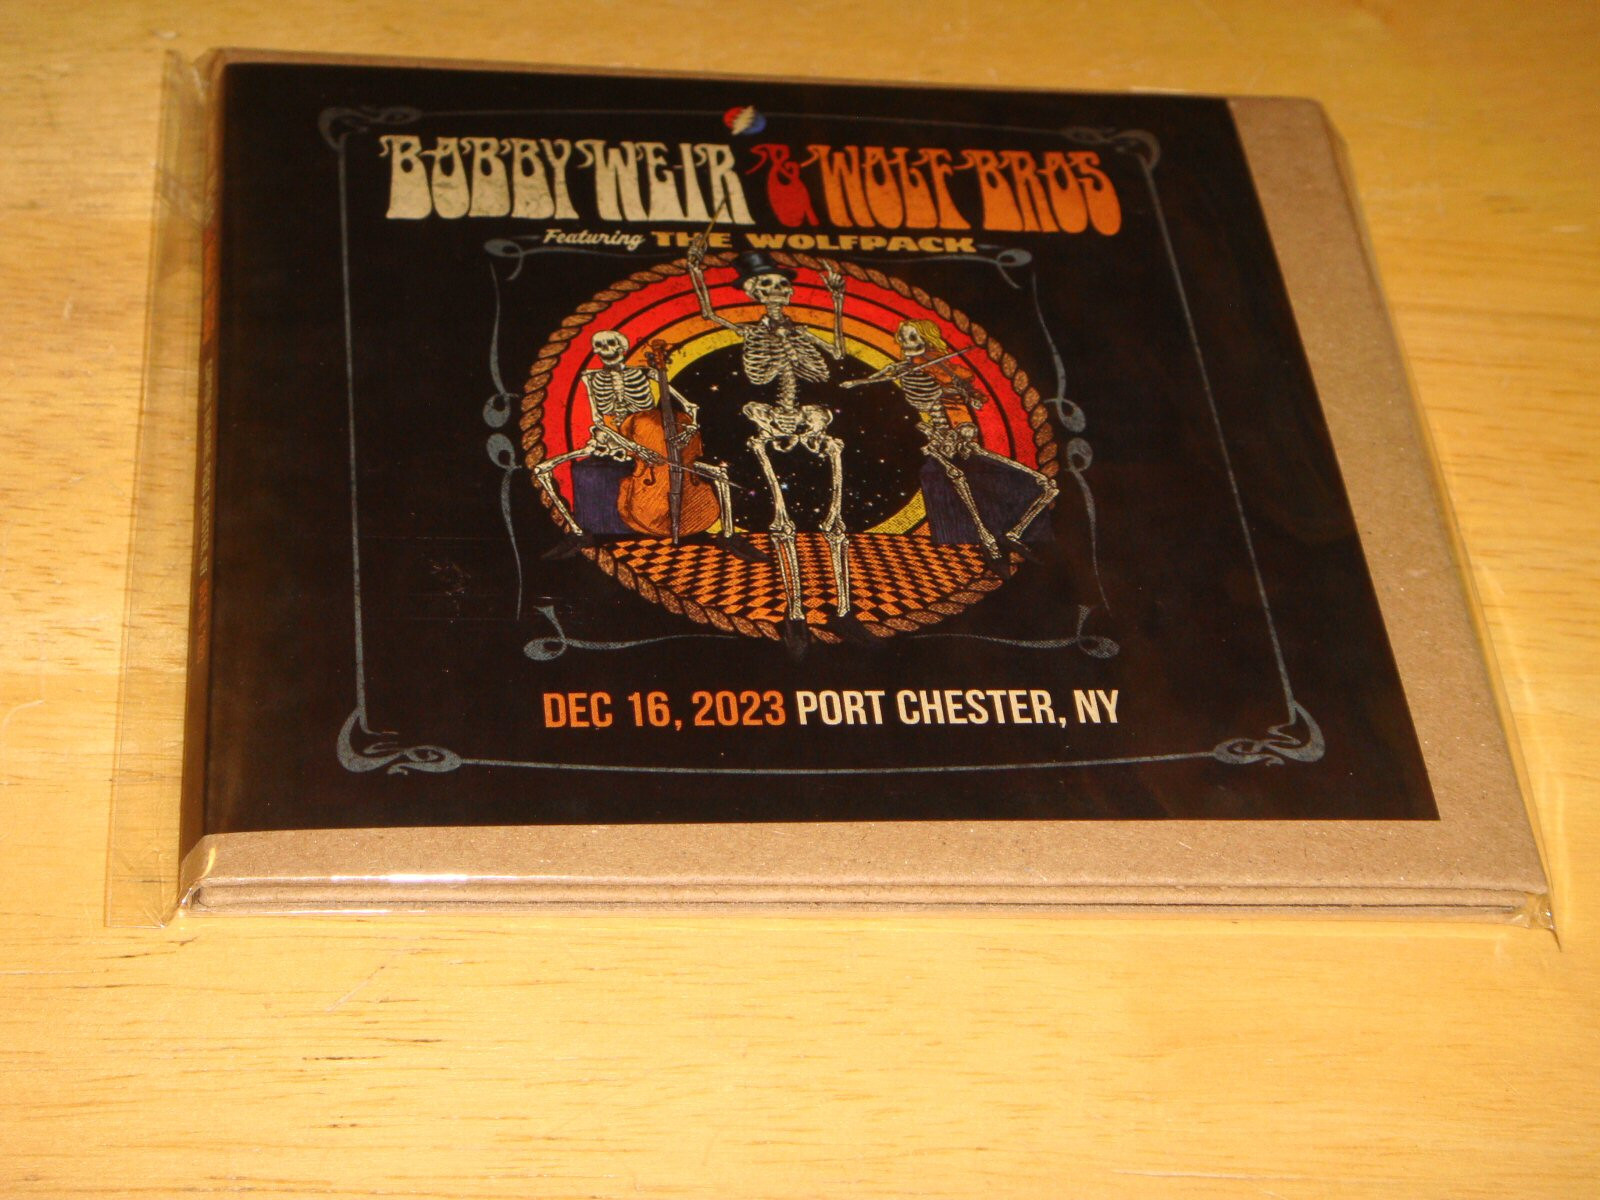 BOBBY WEIR & WOLF BROS
Featuring THE WOLFPACK
DEC 16, 2023 PORT CHESTER, NY